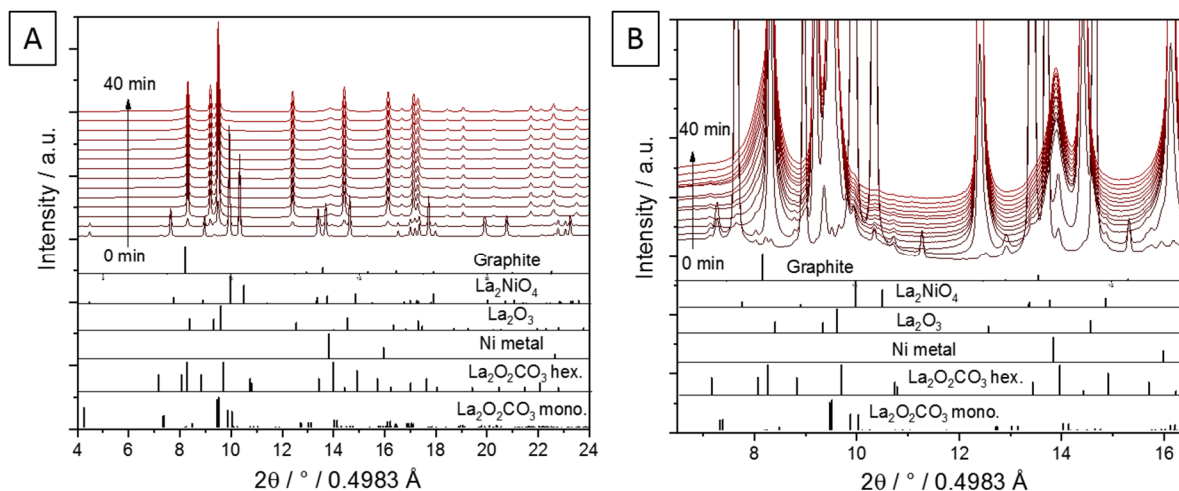 A
Intensity / a.u.
40 min
0 min
Graphite
La₂NiO₄
La₂O₃
Ni metal
La₂O₂CO₃ hex.
La₂O₂CO₃ mono.
4 6 8 10 12 14 16 18 20 22 24
2θ / ° / 0.4983 Å
B
Intensity / a.u.
40 min
0 min
Graphite
La₂NiO₄
La₂O₃
Ni metal
La₂O₂CO₃ hex.
La₂O₂CO₃ mono.
8 10 12 14 16
2θ / ° / 0.4983 Å